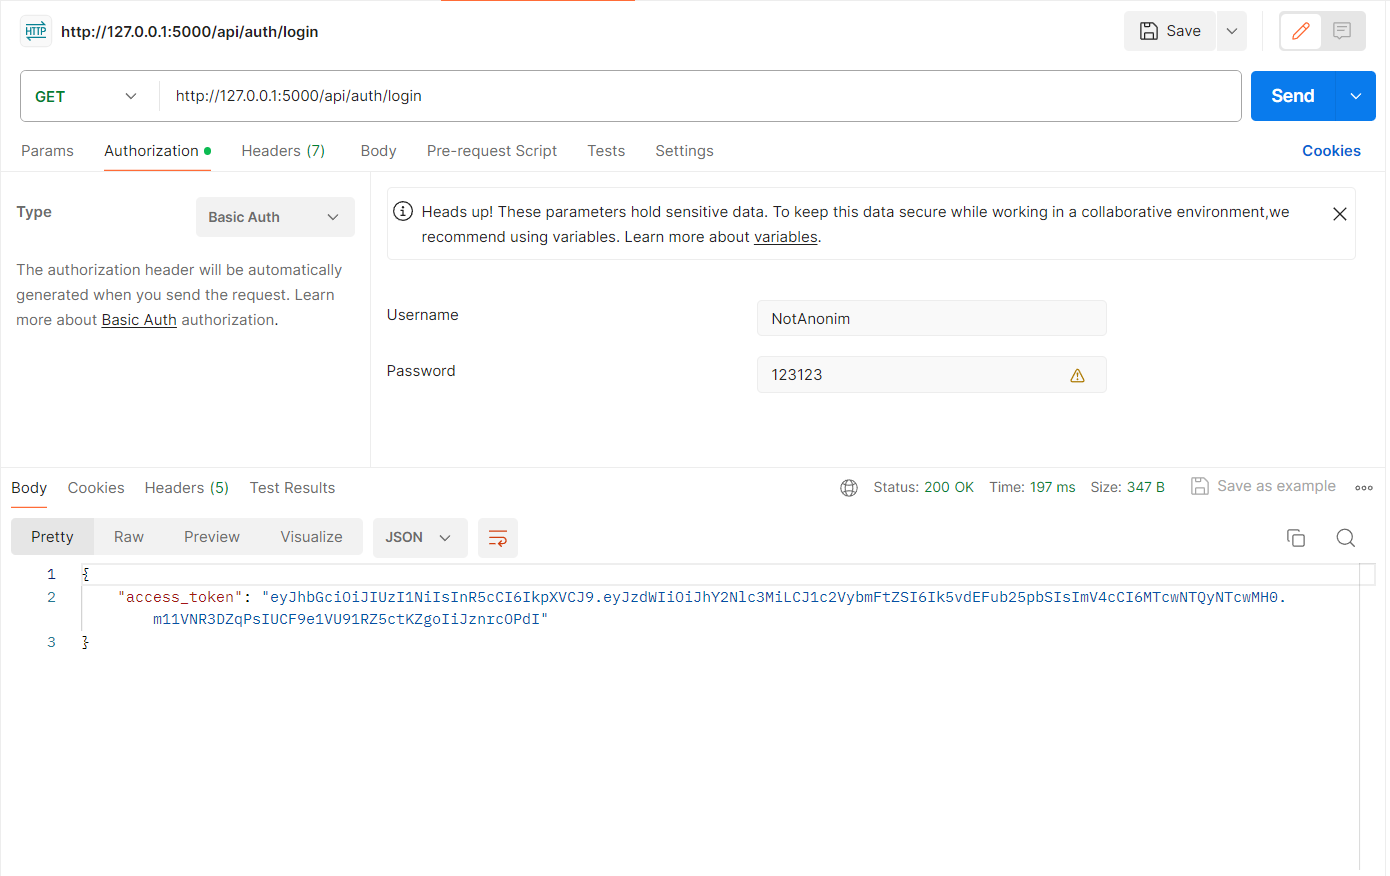 HTTP http://127.0.0.1:5000/api/auth/login Save
GET http://127.0.0.1:5000/api/auth/login Send
Params Authorization Headers (7) Body Pre-request Script Tests Settings Cookies
Type Basic Auth
The authorization header will be automatically
generated when you send the request. Learn
more about Basic Auth authorization.
Heads up! These parameters hold sensitive data. To keep this data secure while working in a collaborative environment,we
recommend using variables. Learn more about variables.
Username NotAnonim
Password 123123
Body Cookies Headers (5) Test Results Status: 200 OK Time: 197 ms Size: 347 B Save as example
Pretty Raw Preview Visualize JSON
1 {
2 "access_token": "eyJhbGciOiJIUzI1NiIsInR5cCI6IkpXVCJ9.eyJzdWIiOiJhY2Nlc3MiLCJ1c2VybmFtZSI6Ik5vdEFub25pbSIsImV4cCI6MTcwNTQyNTcwMH0.
m11VNR3DZqPsIUCF9e1VU91RZ5ctKZgoIiJznrcOPdI"
3 }